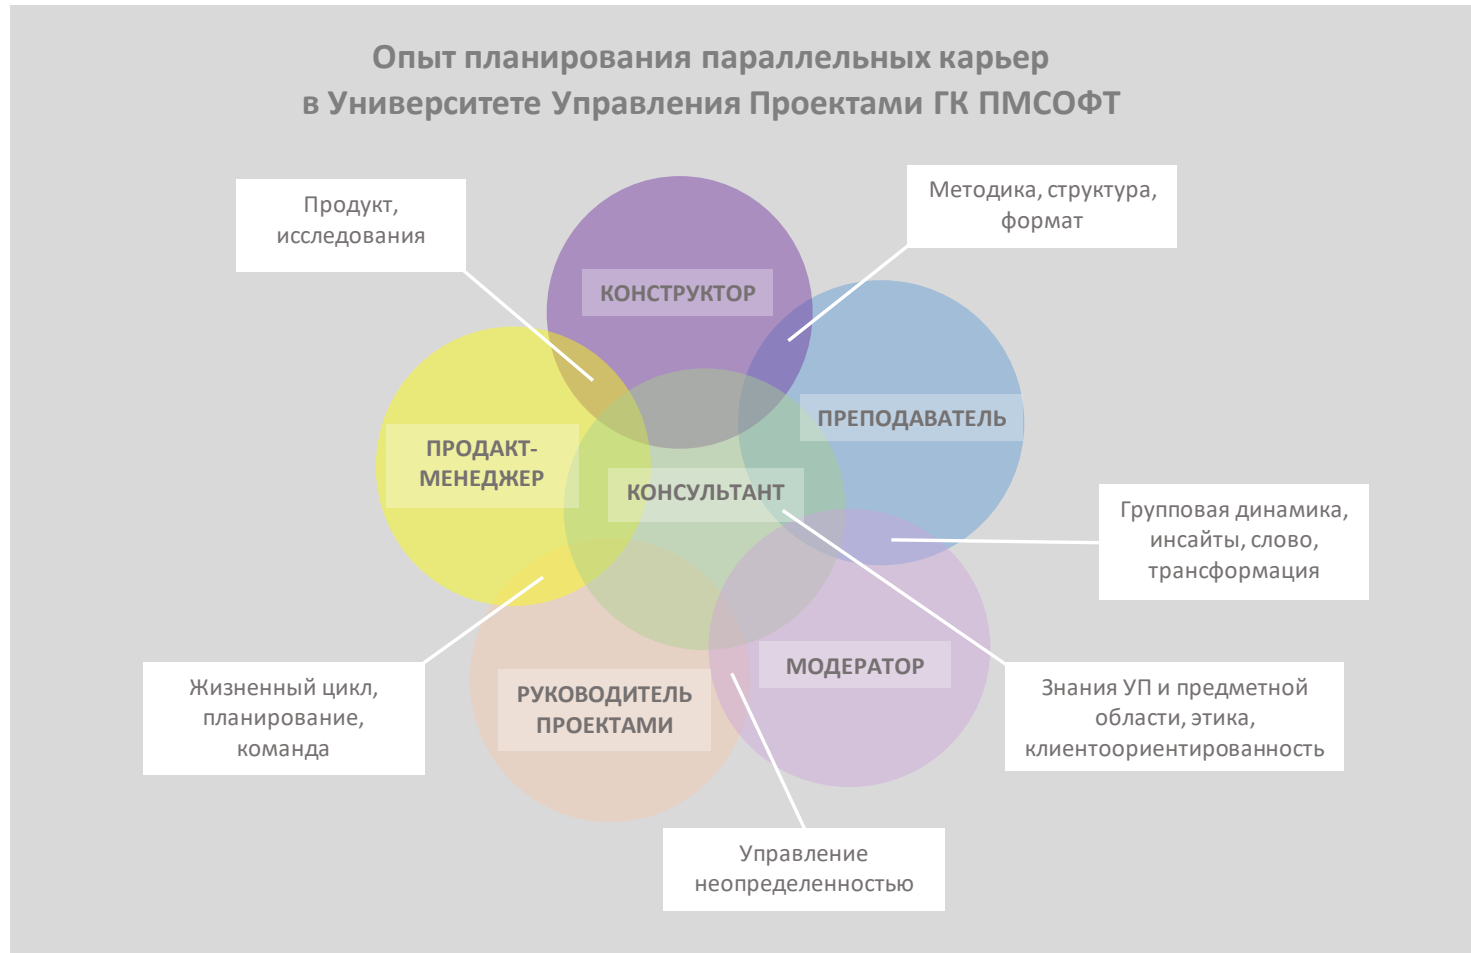 Опыт планирования параллельных карьер
в Университете Управления Проектами ГК ПМСОФТ
Продукт,
исследования
Методика, структура,
формат
КОНСТРУКТОР
ПРЕПОДАВАТЕЛЬ
ПРОДАКТ-
МЕНЕДЖЕР
КОНСУЛЬТАНТ
Групповая динамика,
инсайты, слово,
трансформация
МОДЕРАТОР
РУКОВОДИТЕЛЬ
ПРОЕКТАМИ
Жизненный цикл,
планирование,
команда
Знания УП и предметной
области, этика,
клиентоориентированность
Управление
неопределенностью